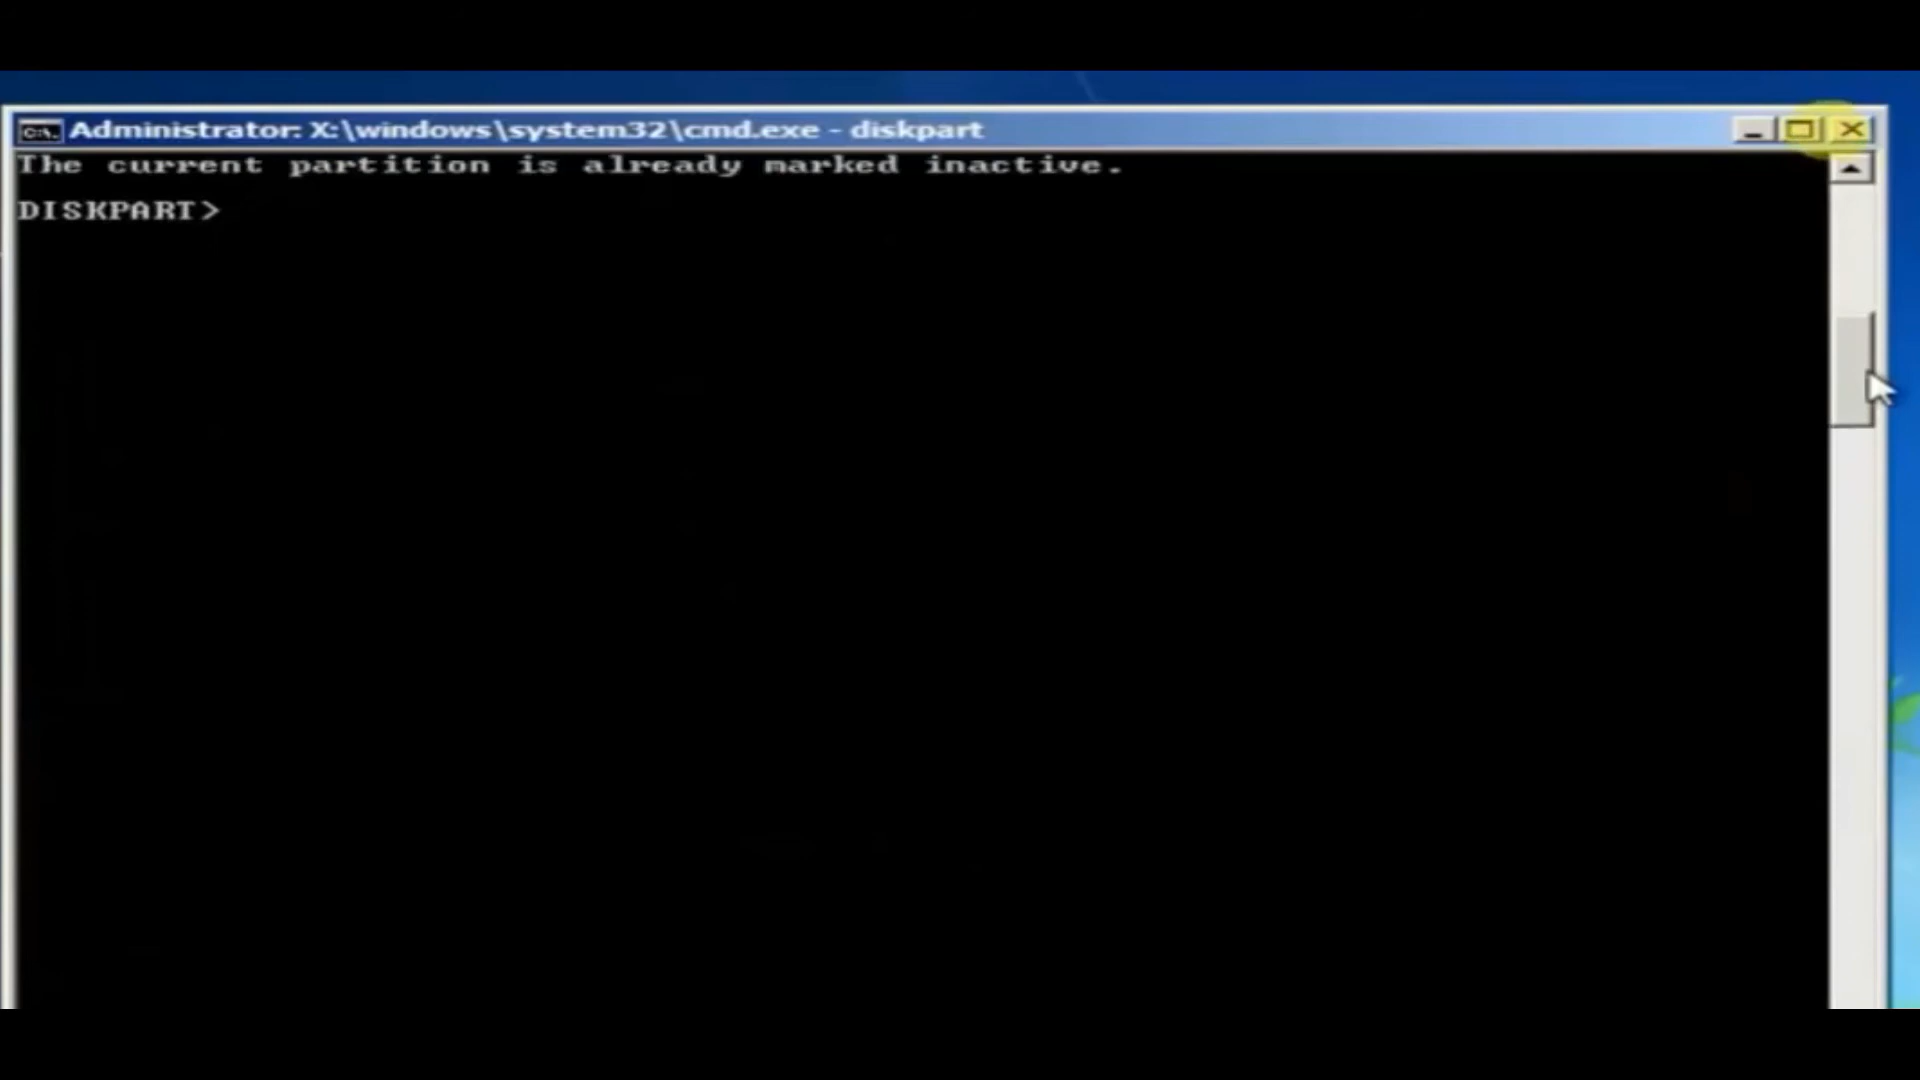 Administrator: X:\windows\system32\cmd.exe - diskpart
The current partition is already marked inactive.
DISKPART>